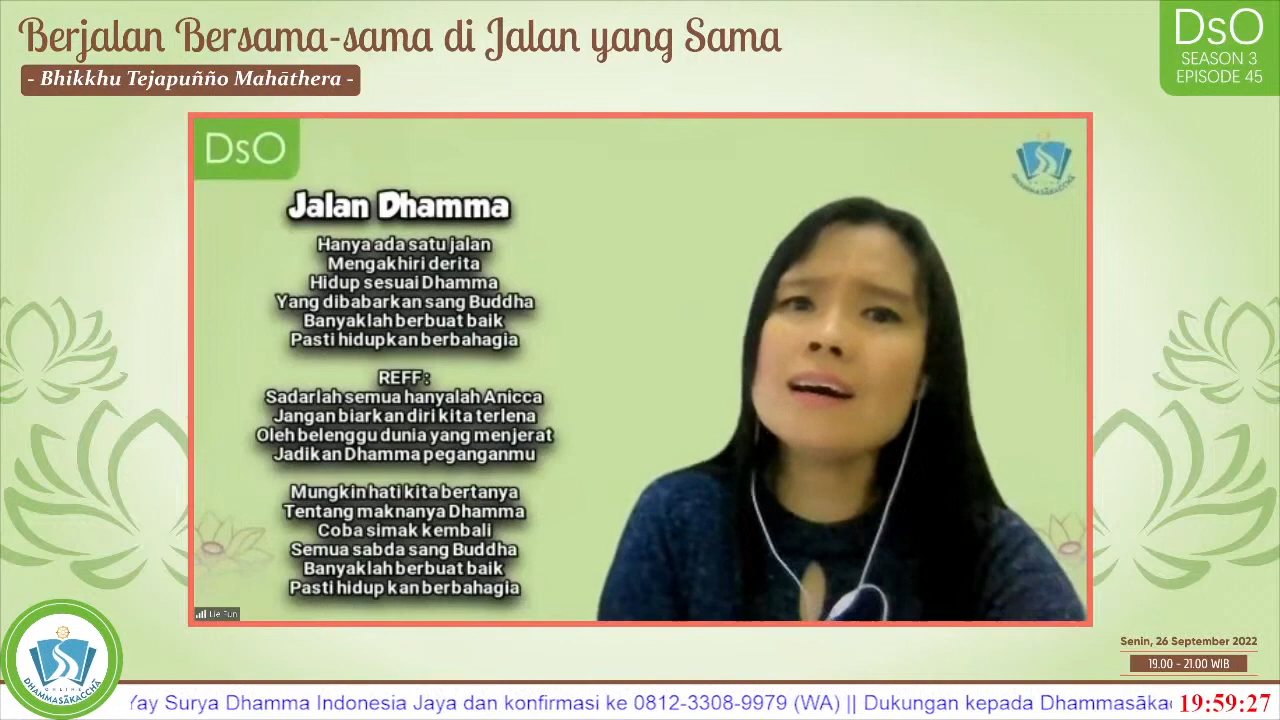 Berjalan Bersama-sama di Jalan yang Sama
- Bhikkhu Tejapuñño Mahāthera -
DsO
SEASON 3
EPISODE 45
DsO
DHAMMASĀKACCHĀ
Jalan Dhamma
Hanya ada satu jalan
Mengakhiri derita
Hidup sesuai Dhamma
Yang dibabarkan sang Buddha
Banyaklah berbuat baik
Pasti hidupkan berbahagia
REFF :
Sadarlah semua hanyalah Anicca
Jangan biarkan diri kita terlena
Oleh belenggu dunia yang menjerat
Jadikan Dhamma peganganmu
Mungkin hati kita bertanya
Tentang maknanya Dhamma
Coba simak kembali
Semua sabda sang Buddha
Banyaklah berbuat baik
Pasti hidup kan berbahagia
Lie Fun
ONLINE
DHAMMASĀKACCHĀ
Senin, 26 September 2022
19.00 - 21.00 WIB
Yay Surya Dhamma Indonesia Jaya dan konfirmasi ke 0812-3308-9979 (WA) || Dukungan kepada Dhammasāka
19:59:27